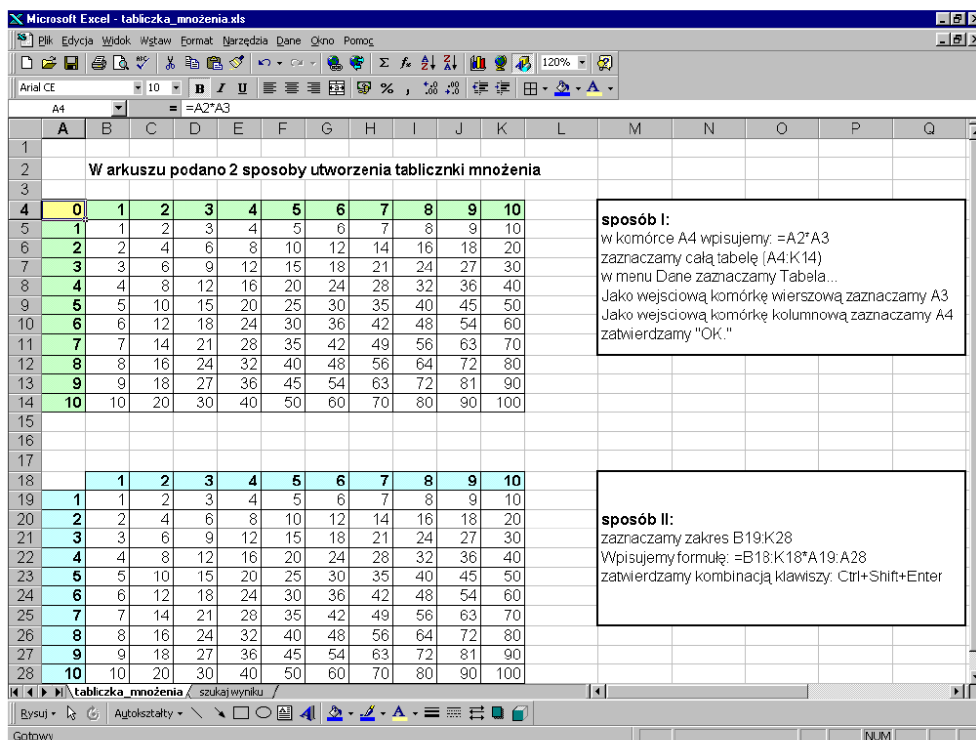 Microsoft Excel - tabliczka_mnożenia.xls
Plik Edycja Widok Wstaw Format Narzędzia Dane Okno Pomoc
120%
Arial CE 10 B I U
A4 = =A2*A3
A B C D E F G H I J K L M N O P Q
1
2 W arkuszu podano 2 sposoby utworzenia tablicznki mnożenia
3
4 0 1 2 3 4 5 6 7 8 9 10
5 1 1 2 3 4 5 6 7 8 9 10
6 2 2 4 6 8 10 12 14 16 18 20
7 3 3 6 9 12 15 18 21 24 27 30
8 4 4 8 12 16 20 24 28 32 36 40
9 5 5 10 15 20 25 30 35 40 45 50
10 6 6 12 18 24 30 36 42 48 54 60
11 7 7 14 21 28 35 42 49 56 63 70
12 8 8 16 24 32 40 48 56 64 72 80
13 9 9 18 27 36 45 54 63 72 81 90
14 10 10 20 30 40 50 60 70 80 90 100
sposób I:
w komórce A4 wpisujemy: =A2*A3
zaznaczamy całą tabelę (A4:K14)
w menu Dane zaznaczamy Tabela...
Jako wejściową komórkę wierszową zaznaczamy A3
Jako wejściową komórkę kolumnową zaznaczamy A4
zatwierdzamy "OK."
15
16
17
18 1 2 3 4 5 6 7 8 9 10
19 1 1 2 3 4 5 6 7 8 9 10
20 2 2 4 6 8 10 12 14 16 18 20
21 3 3 6 9 12 15 18 21 24 27 30
22 4 4 8 12 16 20 24 28 32 36 40
23 5 5 10 15 20 25 30 35 40 45 50
24 6 6 12 18 24 30 36 42 48 54 60
25 7 7 14 21 28 35 42 49 56 63 70
26 8 8 16 24 32 40 48 56 64 72 80
27 9 9 18 27 36 45 54 63 72 81 90
28 10 10 20 30 40 50 60 70 80 90 100
sposób II:
zaznaczamy zakres B19:K28
Wpisujemy formułę: =B18:K18*A19:A28
zatwierdzamy kombinacją klawiszy: Ctrl+Shift+Enter
tabliczka_mnożenia szukaj wyniku
Rysuj Autokształty
Gotowy NUM